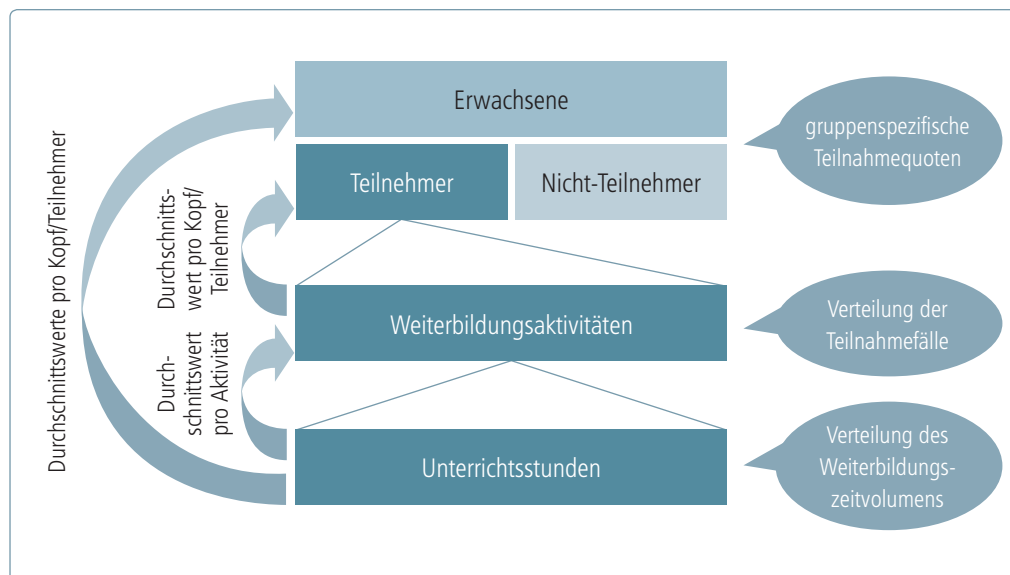 Erwachsene
Teilnehmer
Nicht-Teilnehmer
Weiterbildungsaktivitäten
Unterrichtsstunden
gruppenspezifische
Teilnahmequoten
Verteilung der
Teilnahmefälle
Verteilung des
Weiterbildungs-
zeitvolumens
Durchschnittswerte pro Kopf/Teilnehmer
Durchschnitts-
wert pro Kopf/
Teilnehmer
Durch-
schnittswert
pro Aktivität